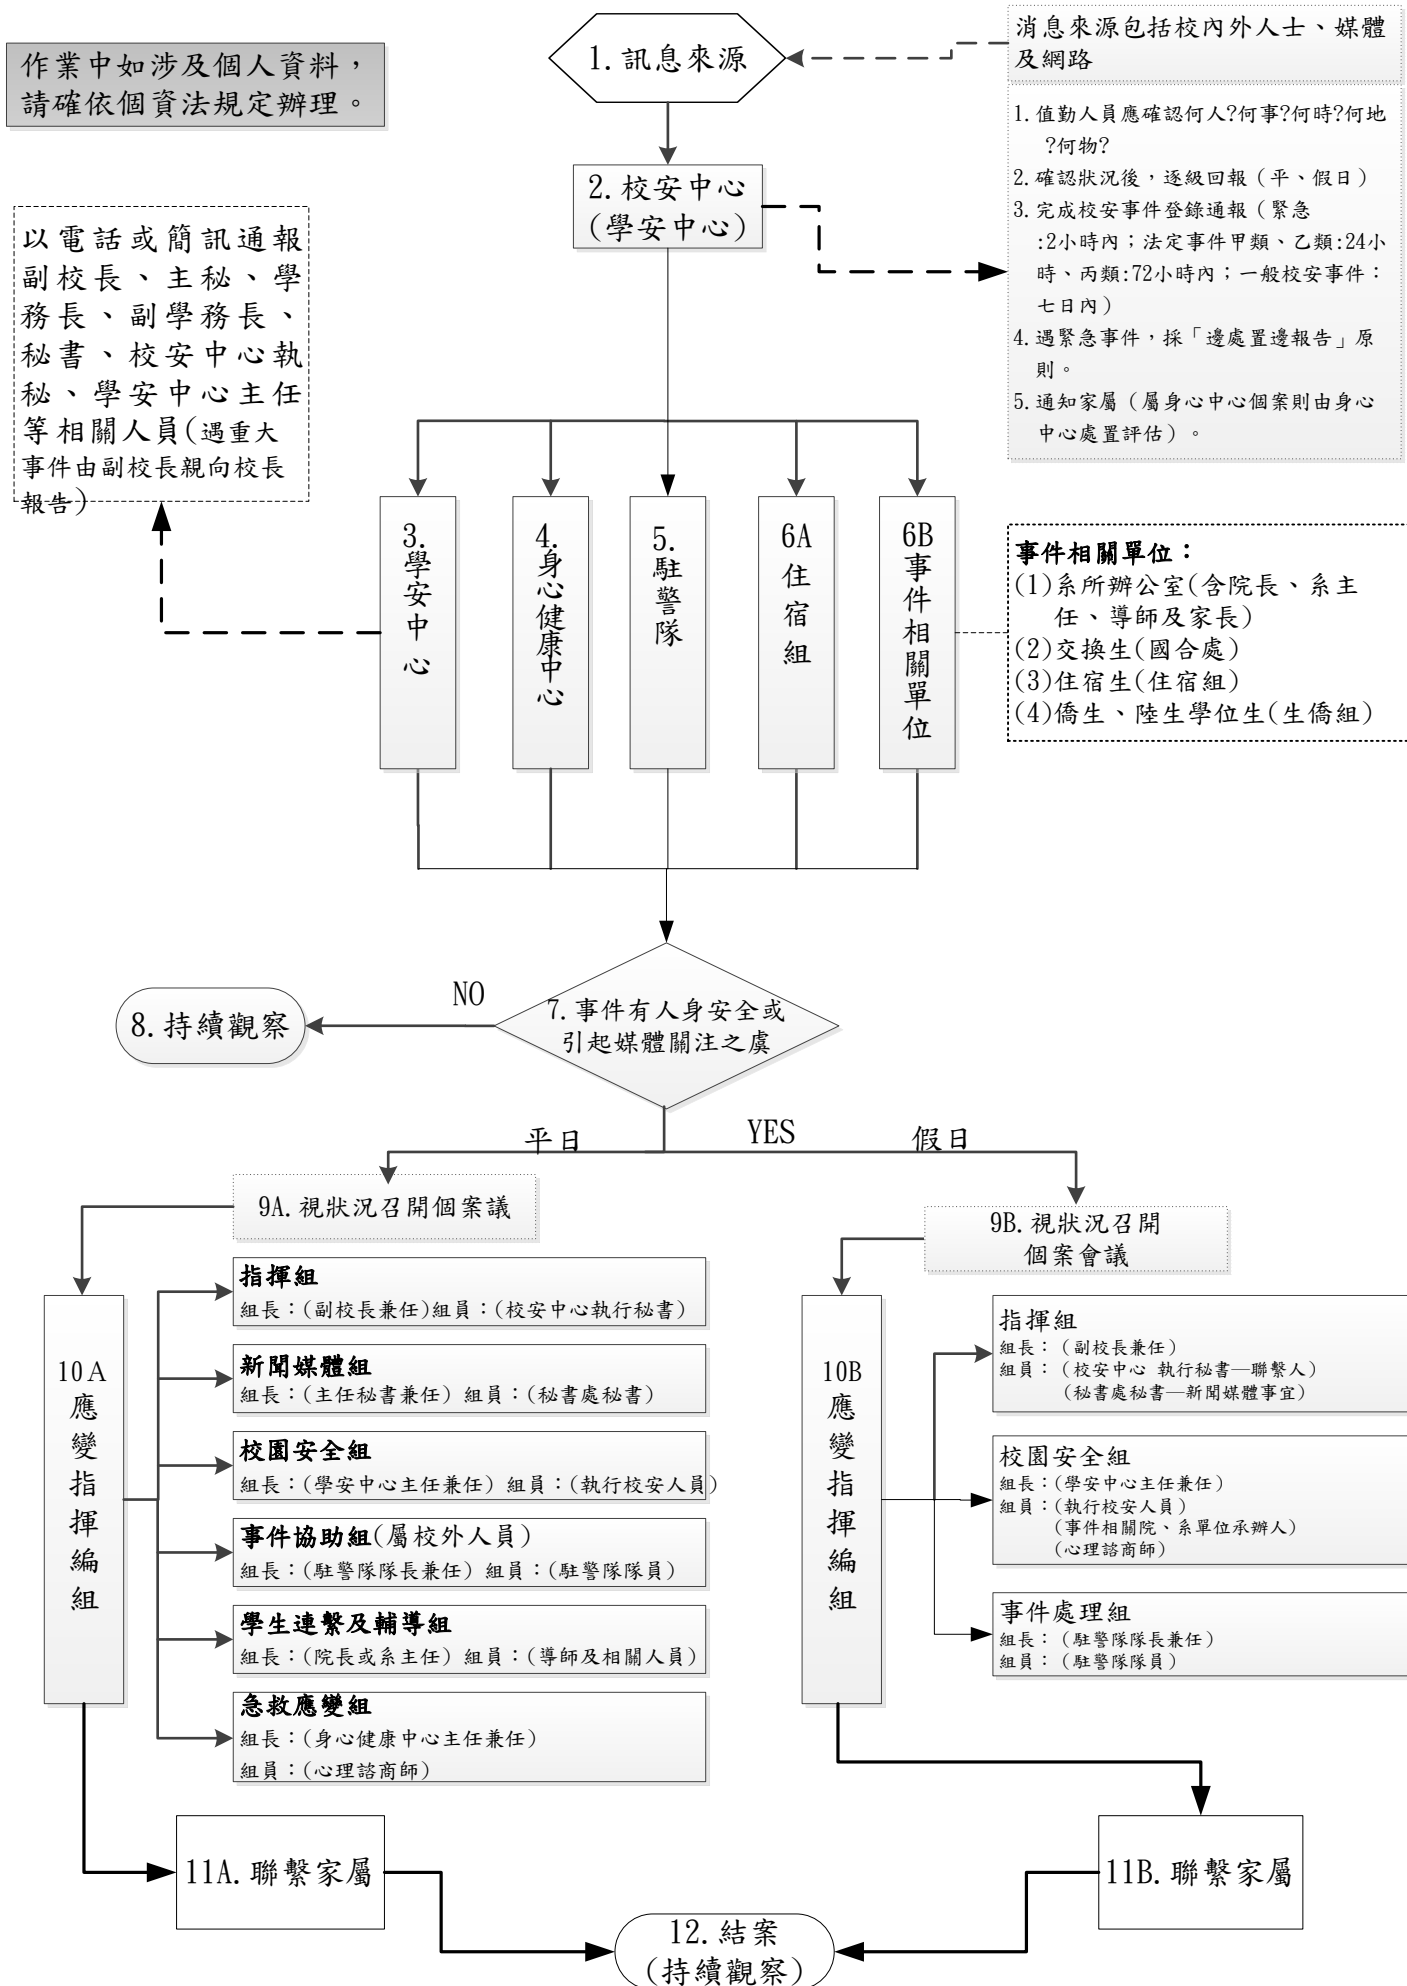 作業中如涉及個人資料，
請確依個資法規定辦理。
1.訊息來源
消息來源包括校內外人士、媒體
及網路
1.值勤人員應確認何人?何事?何時?何地
?何物?
2.確認狀況後，逐級回報（平、假日）
3.完成校安事件登錄通報（緊急
:2小時內；法定事件甲類、乙類:24小
時、丙類:72小時內；一般校安事件：
七日內）
4.遇緊急事件，採「邊處置邊報告」原
則。
5.通知家屬（屬身心中心個案則由身心
中心處置評估）。
2.校安中心
(學安中心)
以電話或簡訊通報
副校長、主秘、學
務長、副學務長、
秘書、校安中心執
秘、學安中心主任
等相關人員(遇重大
事件由副校長親向校長
報告)
3.學安中心
4.身心健康中心
5.駐警隊
6A住宿組
6B事件相關單位
事件相關單位：
(1)系所辦公室(含院長、系主
任、導師及家長)
(2)交換生(國合處)
(3)住宿生(住宿組)
(4)僑生、陸生學位生(生僑組)
7.事件有人身安全或
引起媒體關注之虞
NO
8.持續觀察
平日
YES
假日
9A.視狀況召開個案議
9B.視狀況召開
個案會議
10A應變指揮編組
指揮組
組長：(副校長兼任)組員：(校安中心執行秘書)
新聞媒體組
組長：(主任秘書兼任) 組員：(秘書處秘書)
校園安全組
組長：(學安中心主任兼任) 組員：(執行校安人員)
事件協助組(屬校外人員)
組長：(駐警隊隊長兼任) 組員：(駐警隊隊員)
學生連繫及輔導組
組長：(院長或系主任) 組員：(導師及相關人員)
急救應變組
組長：(身心健康中心主任兼任)
組員：(心理諮商師)
10B應變指揮編組
指揮組
組長：（副校長兼任）
組員：（校安中心 執行秘書—聯繫人）
（秘書處秘書—新聞媒體事宜）
校園安全組
組長：(學安中心主任兼任)
組員：(執行校安人員)
(事件相關院、系單位承辦人)
(心理諮商師)
事件處理組
組長：（駐警隊隊長兼任）
組員：（駐警隊隊員）
11A.聯繫家屬
11B.聯繫家屬
12.結案
(持續觀察)